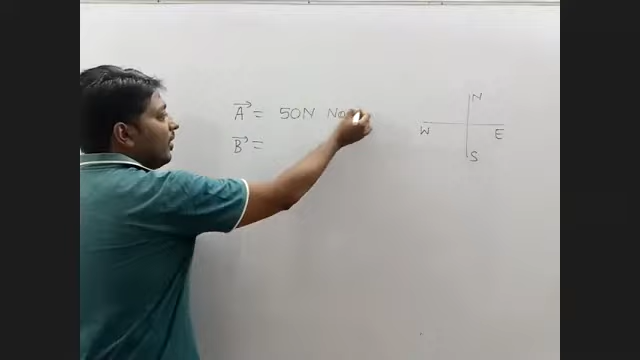 A⃗ = 50N No
B⃗ =
N
W E
S